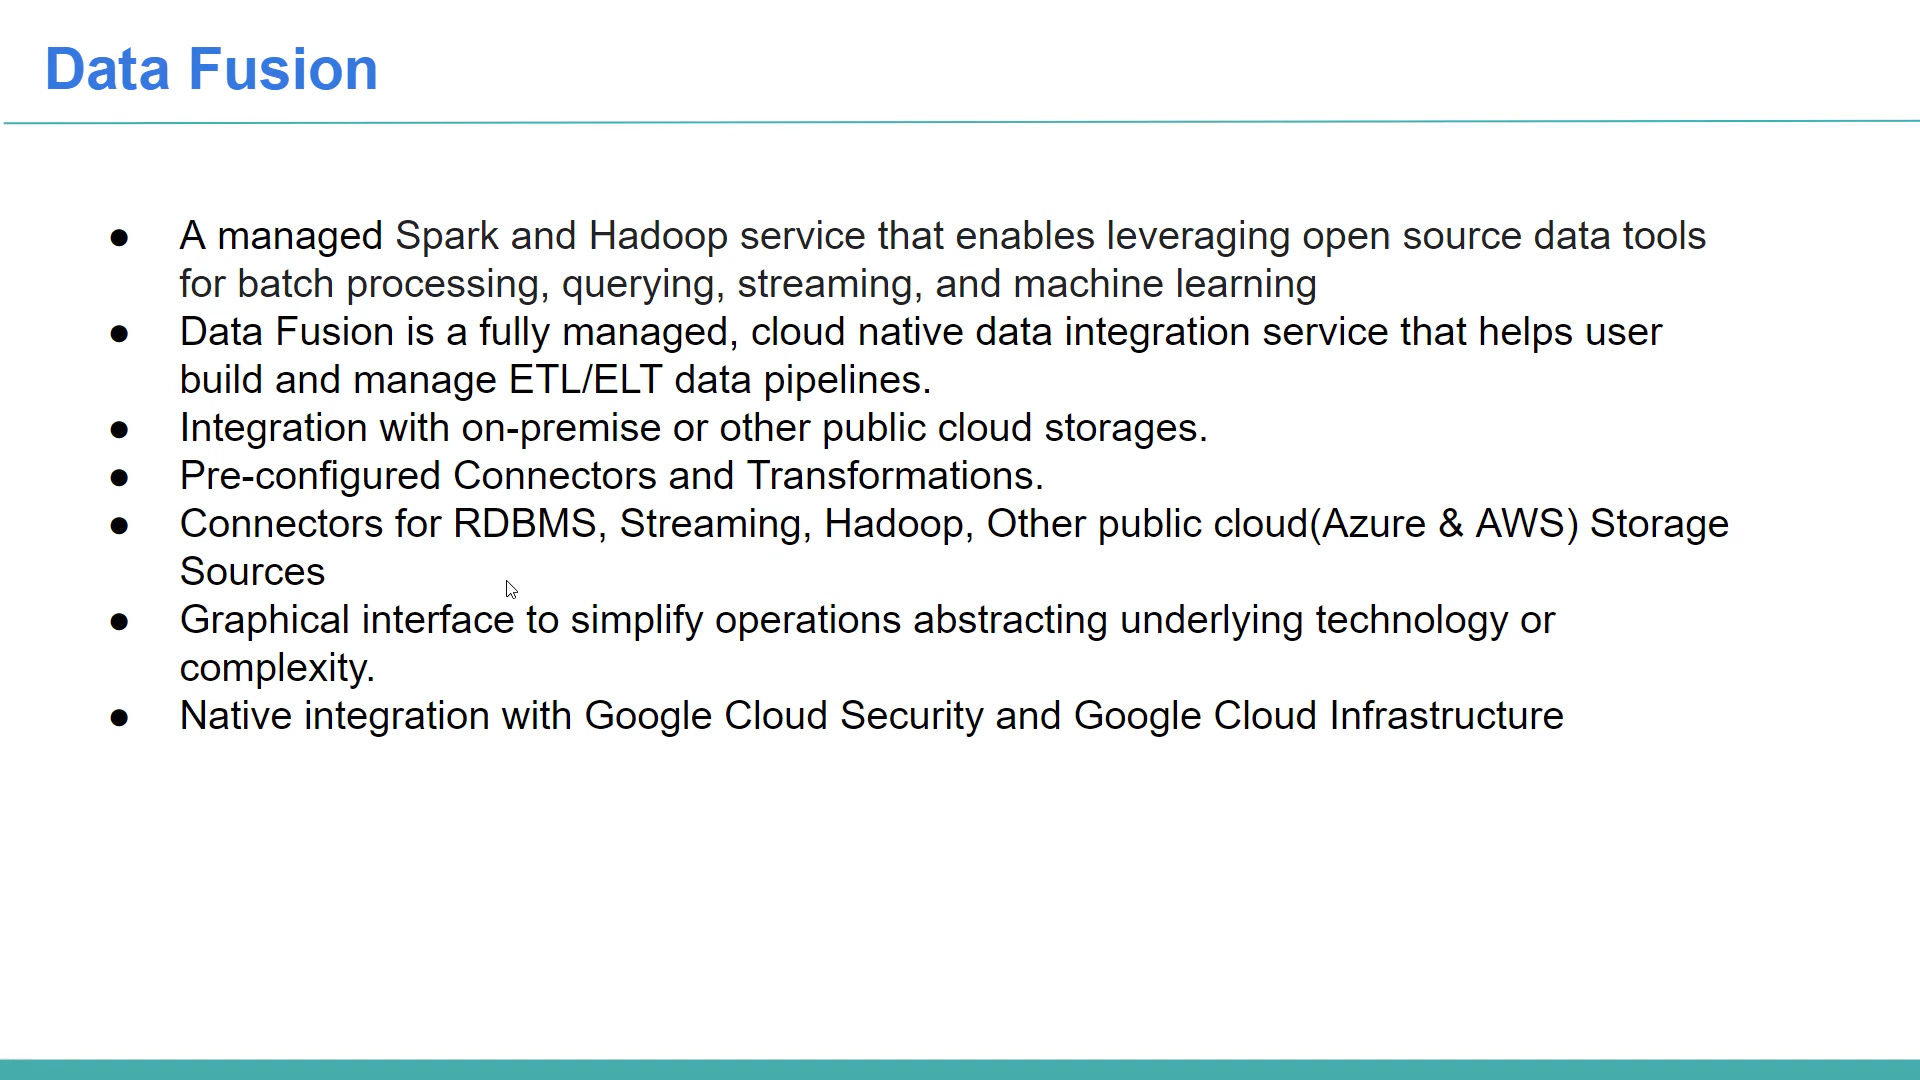 Data Fusion
● A managed Spark and Hadoop service that enables leveraging open source data tools
for batch processing, querying, streaming, and machine learning
● Data Fusion is a fully managed, cloud native data integration service that helps user
build and manage ETL/ELT data pipelines.
● Integration with on-premise or other public cloud storages.
● Pre-configured Connectors and Transformations.
● Connectors for RDBMS, Streaming, Hadoop, Other public cloud(Azure & AWS) Storage
Sources
● Graphical interface to simplify operations abstracting underlying technology or
complexity.
● Native integration with Google Cloud Security and Google Cloud Infrastructure